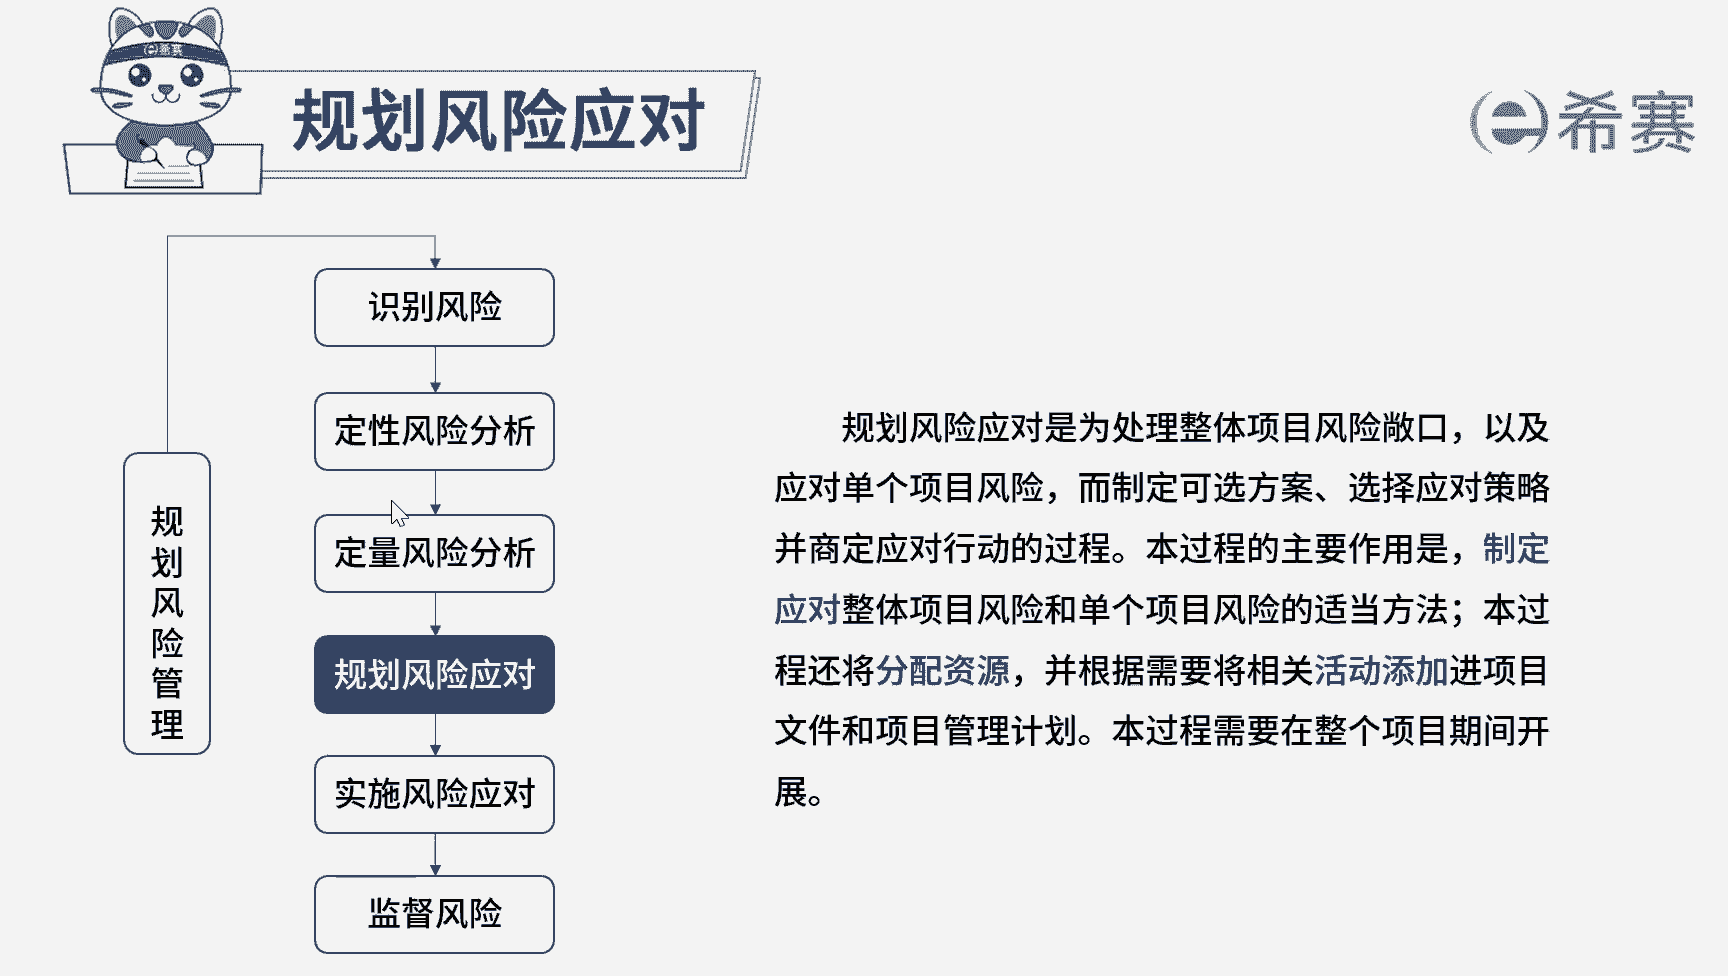 希赛
规划风险应对
希赛
识别风险
定性风险分析
定量风险分析
规划风险应对
实施风险应对
监督风险
规
划
风
险
管
理
规划风险应对是为处理整体项目风险敞口，以及
应对单个项目风险，而制定可选方案、选择应对策略
并商定应对行动的过程。本过程的主要作用是，制定
应对整体项目风险和单个项目风险的适当方法；本过
程还将分配资源，并根据需要将相关活动添加进项目
文件和项目管理计划。本过程需要在整个项目期间开
展。